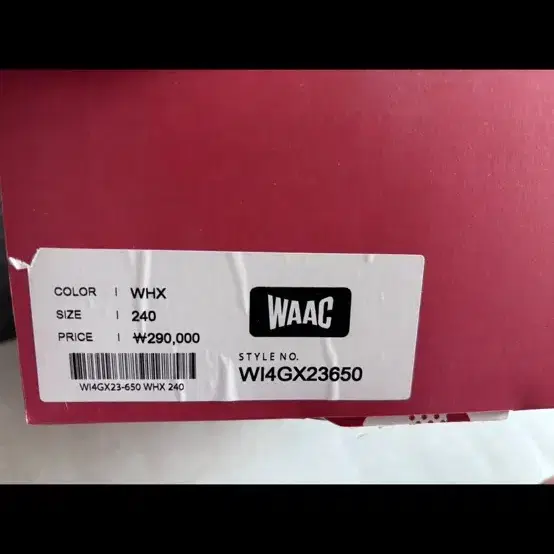 COLOR | WHX
SIZE | 240
PRICE | ₩290,000
WI4GX23-650 WHX 240
WAAC
STYLE NO.
WI4GX23650